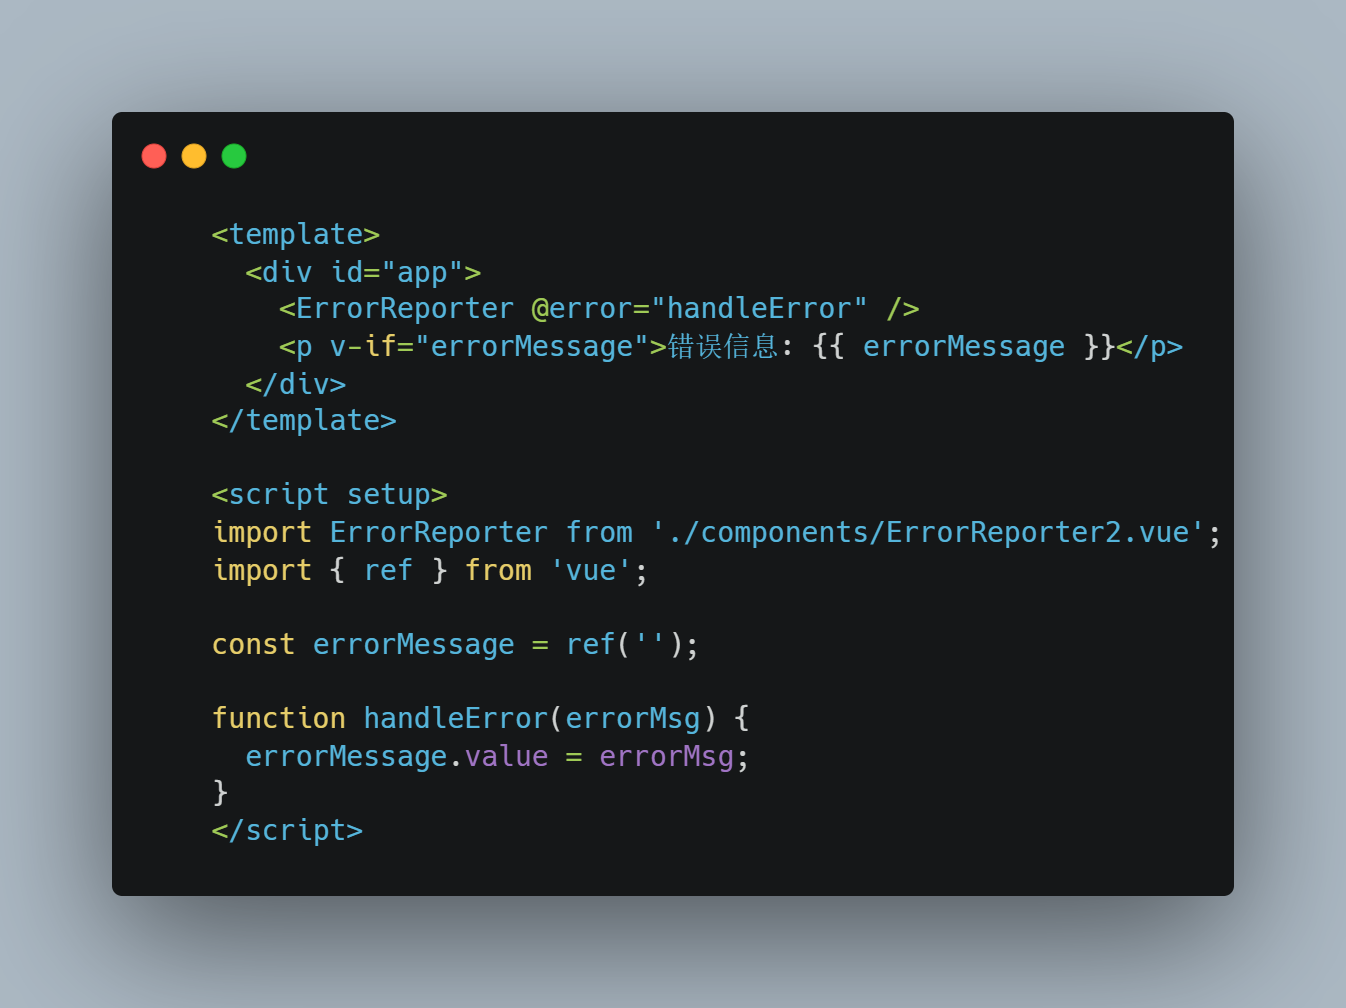 <template>
  <div id="app">
    <ErrorReporter @error="handleError" />
    <p v-if="errorMessage">错误信息: {{ errorMessage }}</p>
  </div>
</template>

<script setup>
import ErrorReporter from './components/ErrorReporter2.vue';
import { ref } from 'vue';

const errorMessage = ref('');

function handleError(errorMsg) {
  errorMessage.value = errorMsg;
}
</script>